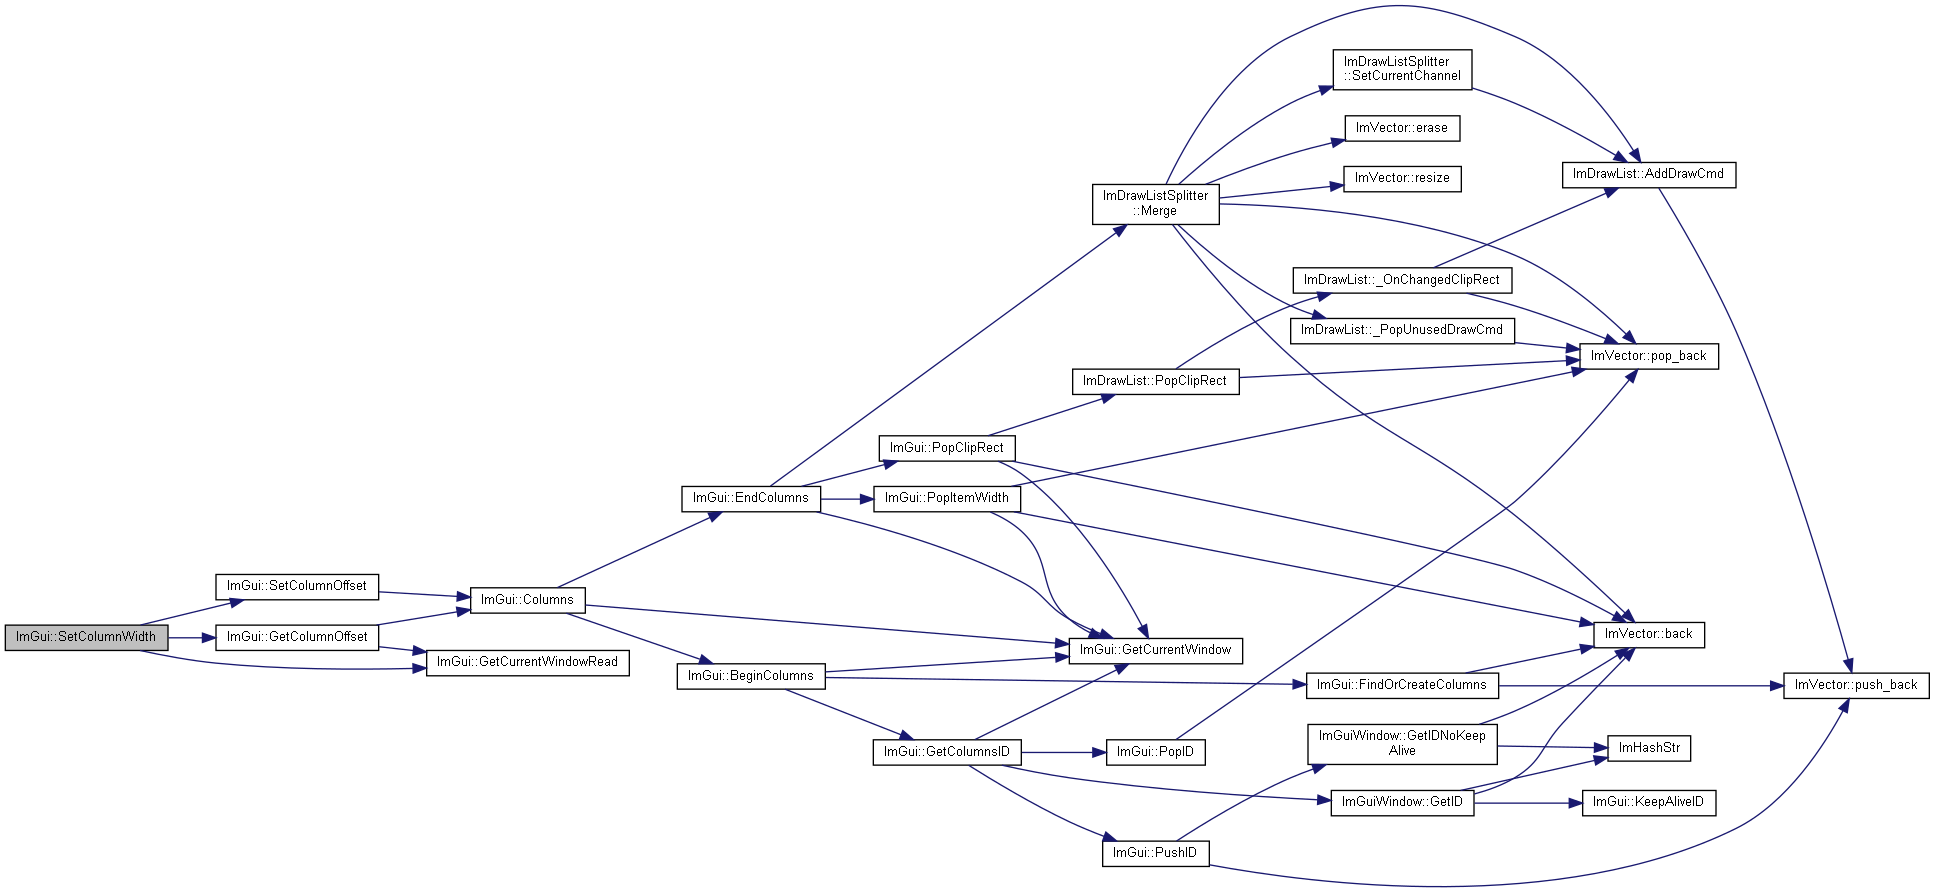 ImDrawListSplitter
::SetCurrentChannel
ImVector::erase
ImDrawList::AddDrawCmd
ImVector::resize
ImDrawListSplitter
::Merge
ImDrawList::_OnChangedClipRect
ImDrawList::_PopUnusedDrawCmd
ImVector::pop_back
ImDrawList::PopClipRect
ImGui::PopClipRect
ImGui::EndColumns
ImGui::PopItemWidth
ImGui::SetColumnOffset
ImGui::Columns
ImGui::SetColumnWidth
ImGui::GetColumnOffset
ImVector::back
ImGui::GetCurrentWindow
ImGui::GetCurrentWindowRead
ImGui::BeginColumns
ImGui::FindOrCreateColumns
ImVector::push_back
ImGuiWindow::GetIDNoKeep
Alive
ImGui::GetColumnsID
ImGui::PopID
ImHashStr
ImGuiWindow::GetID
ImGui::KeepAliveID
ImGui::PushID